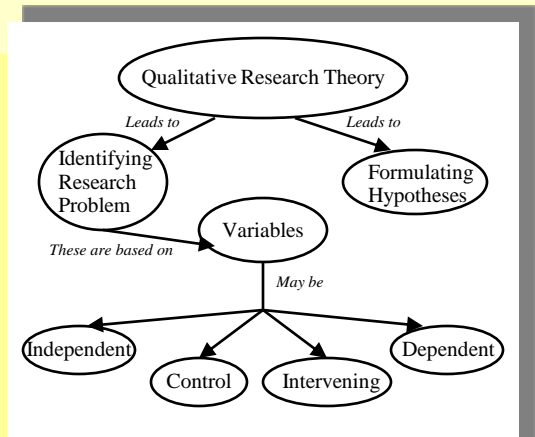 Qualitative Research Theory
Leads to
Leads to
Identifying
Research
Problem
Formulating
Hypotheses
Variables
These are based on
May be
Independent
Dependent
Control
Intervening